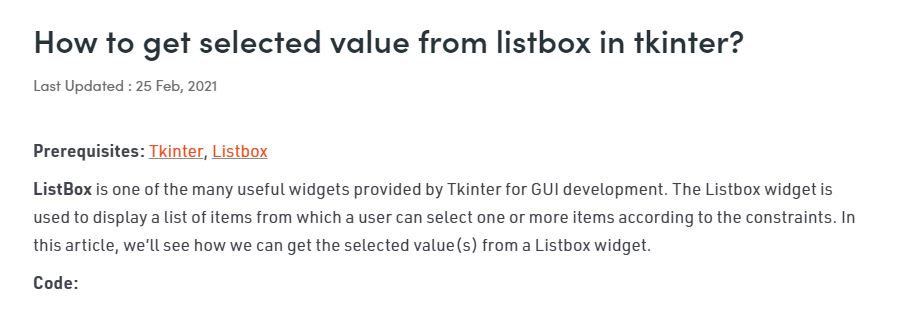 How to get selected value from listbox in tkinter?
Last Updated : 25 Feb, 2021
Prerequisites: Tkinter, Listbox
ListBox is one of the many useful widgets provided by Tkinter for GUI development. The Listbox widget is
used to display a list of items from which a user can select one or more items according to the constraints. In
this article, we’ll see how we can get the selected value(s) from a Listbox widget.
Code: